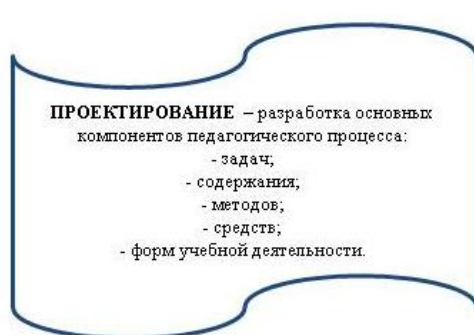 ПРОЕКТИРОВАНИЕ – разработка основных
компонентов педагогического процесса:
- задач;
- содержания;
- методов;
- средств;
- форм учебной деятельности.